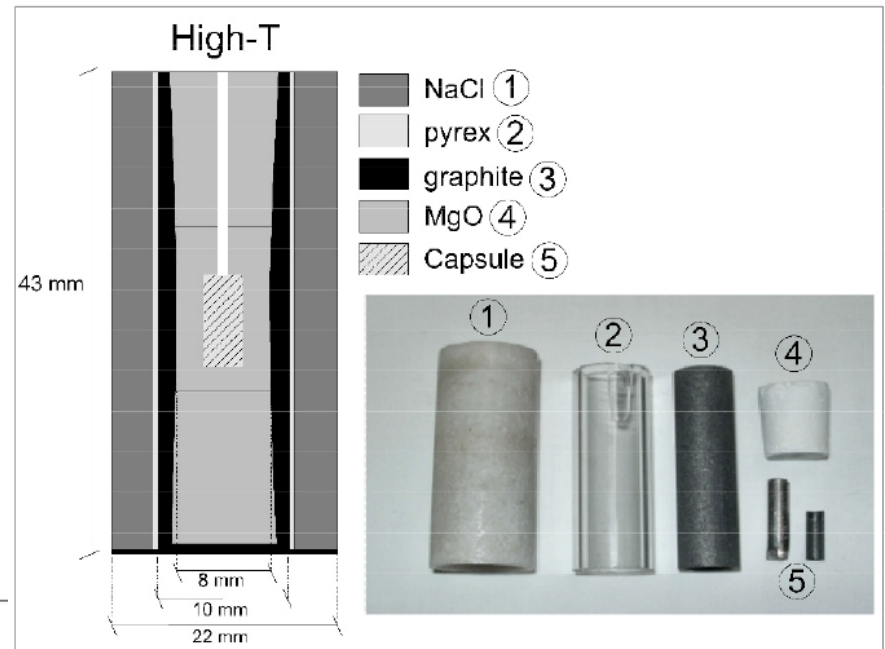 High-T
NaCl 1
pyrex 2
graphite 3
MgO 4
Capsule 5
43 mm
8 mm
10 mm
22 mm
1
2
3
4
5